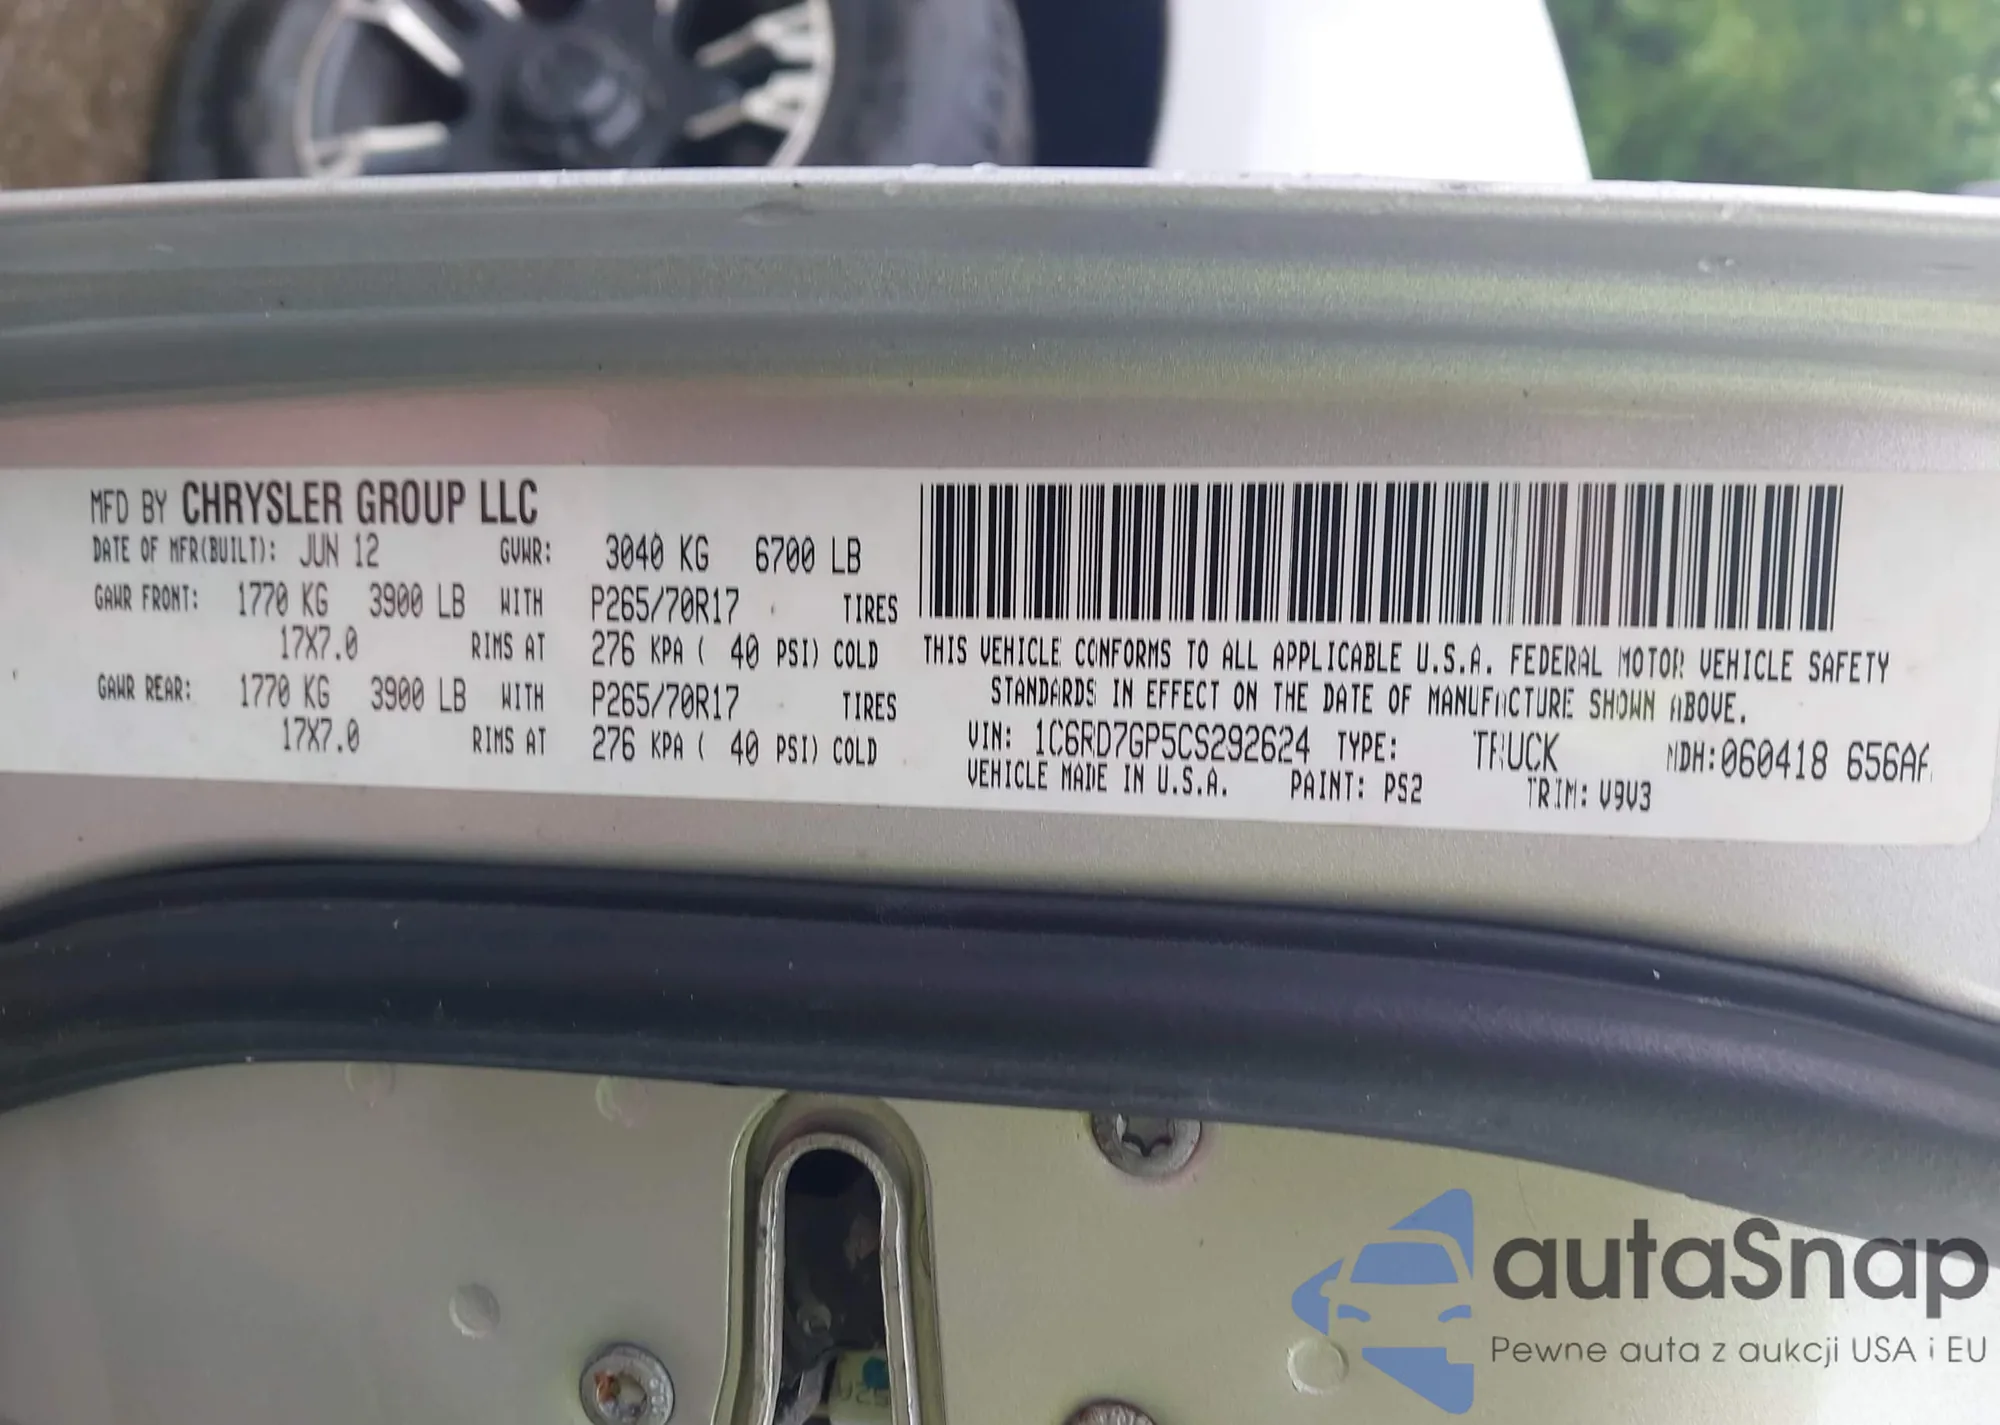 MFD BY CHRYSLER GROUP LLC
DATE OF MFR(BUILT): JUN 12 GVWR: 3040 KG 6700 LB
GAWR FRONT: 1770 KG 3900 LB WITH P265/70R17 TIRES
17X7.0 RIMS AT 276 KPA ( 40 PSI) COLD
GAWR REAR: 1770 KG 3900 LB WITH P265/70R17 TIRES
17X7.0 RIMS AT 276 KPA ( 40 PSI) COLD
THIS VEHICLE CONFORMS TO ALL APPLICABLE U.S.A. FEDERAL MOTOR VEHICLE SAFETY
STANDARDS IN EFFECT ON THE DATE OF MANUFACTURE SHOWN ABOVE.
VIN: 1C6RD7GP5CS292624 TYPE: TRUCK MDH:060418 656AA
VEHICLE MADE IN U.S.A. PAINT: PS2 TRIM: V9V3
autaSnap
Pewne auta z aukcji USA i EU